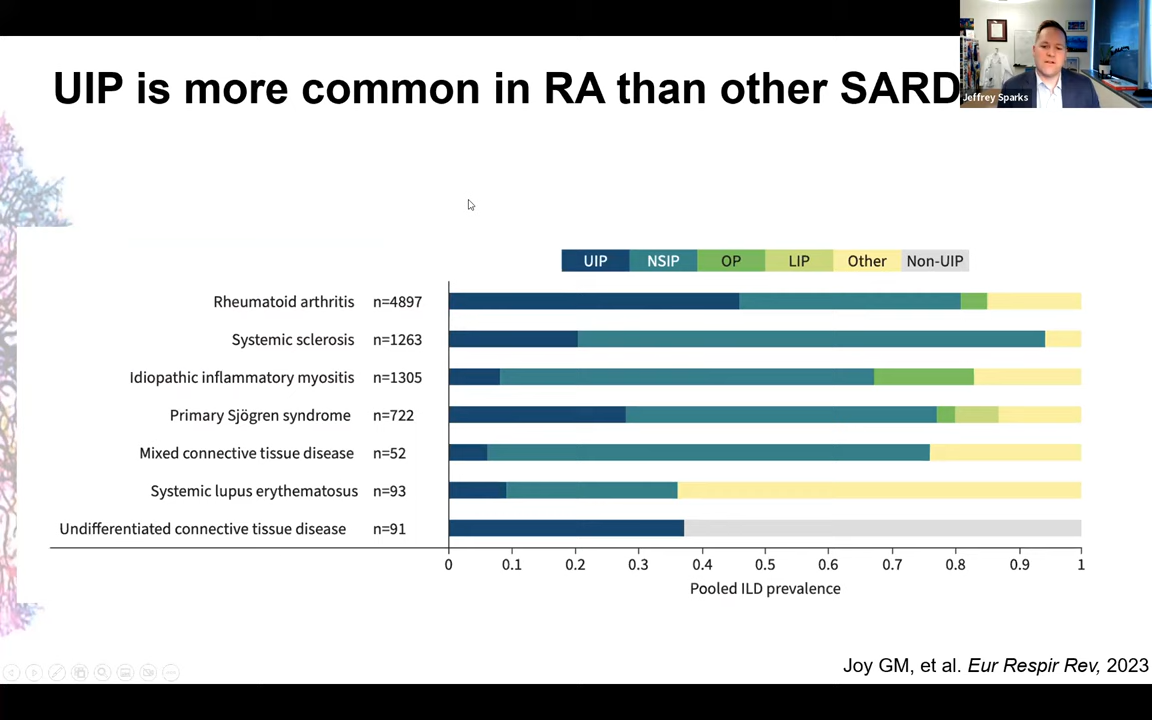 UIP is more common in RA than other SARD
Jeffrey Sparks
UIP NSIP OP LIP Other Non-UIP
Rheumatoid arthritis n=4897
Systemic sclerosis n=1263
Idiopathic inflammatory myositis n=1305
Primary Sjögren syndrome n=722
Mixed connective tissue disease n=52
Systemic lupus erythematosus n=93
Undifferentiated connective tissue disease n=91
0 0.1 0.2 0.3 0.4 0.5 0.6 0.7 0.8 0.9 1
Pooled ILD prevalence
Joy GM, et al. Eur Respir Rev, 2023